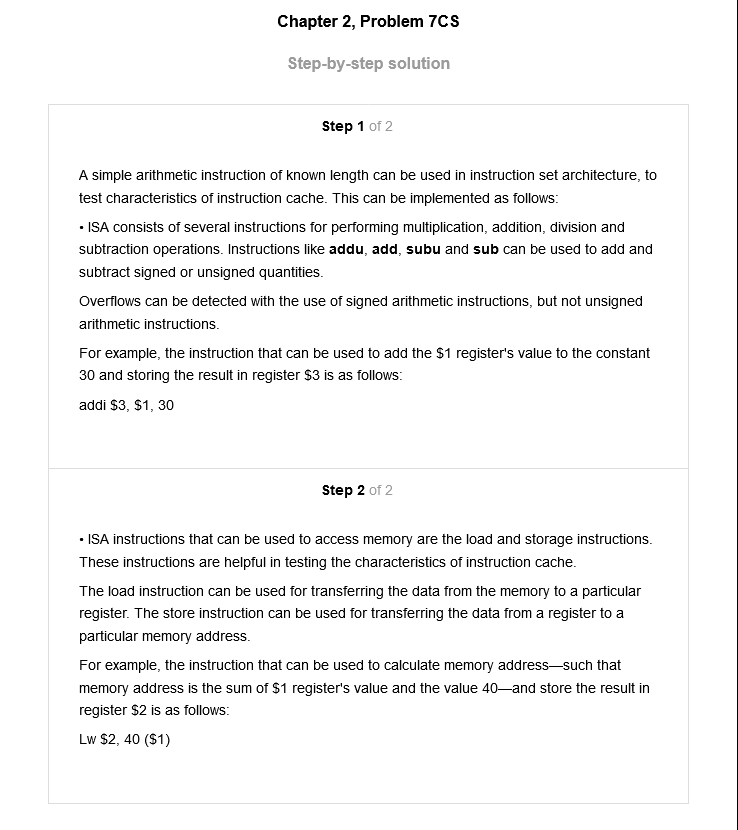 Chapter 2, Problem 7CS
Step-by-step solution
Step 1 of 2
A simple arithmetic instruction of known length can be used in instruction set architecture, to
test characteristics of instruction cache. This can be implemented as follows:
• ISA consists of several instructions for performing multiplication, addition, division and
subtraction operations. Instructions like addu, add, subu and sub can be used to add and
subtract signed or unsigned quantities.
Overflows can be detected with the use of signed arithmetic instructions, but not unsigned
arithmetic instructions.
For example, the instruction that can be used to add the $1 register's value to the constant
30 and storing the result in register $3 is as follows:
addi $3, $1, 30
Step 2 of 2
• ISA instructions that can be used to access memory are the load and storage instructions.
These instructions are helpful in testing the characteristics of instruction cache.
The load instruction can be used for transferring the data from the memory to a particular
register. The store instruction can be used for transferring the data from a register to a
particular memory address.
For example, the instruction that can be used to calculate memory address—such that
memory address is the sum of $1 register's value and the value 40—and store the result in
register $2 is as follows:
Lw $2, 40 ($1)